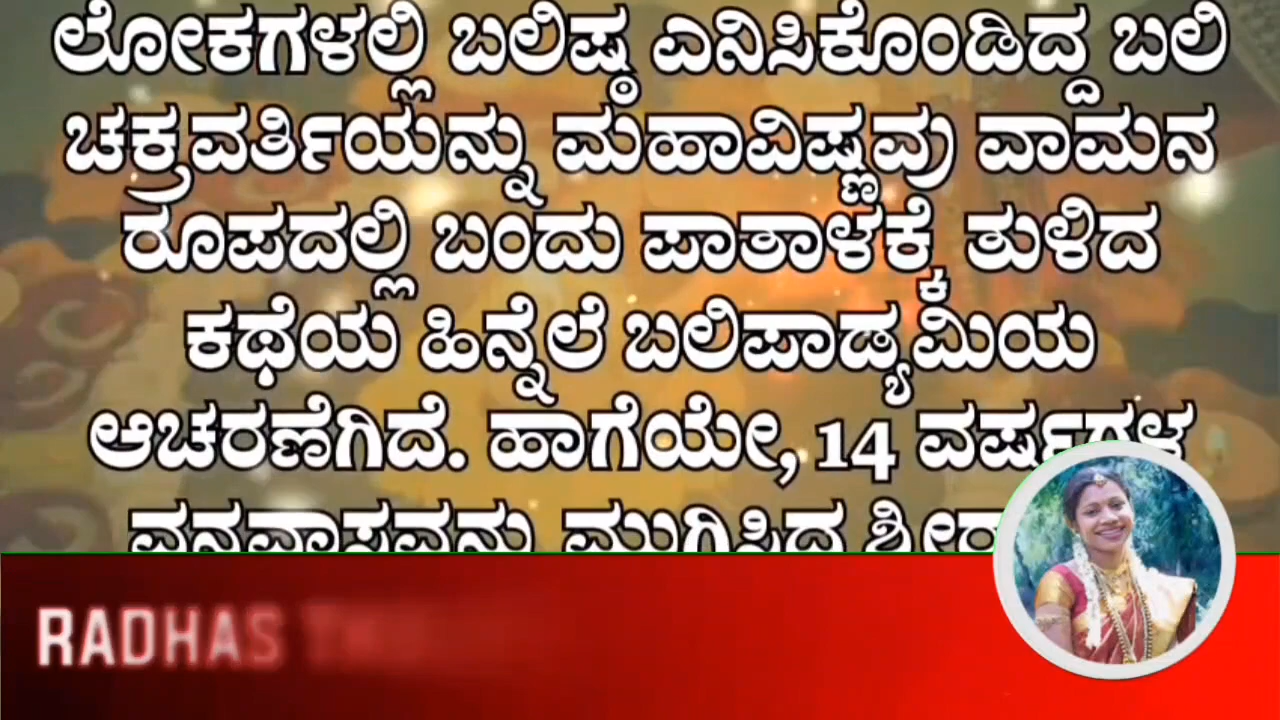 ಲೋಕಗಳಲ್ಲಿ ಬಲಿಷ್ಠ ಎನಿಸಿಕೊಂಡಿದ್ದ ಬಲಿ
ಚಕ್ರವರ್ತಿಯನ್ನು ಮಹಾವಿಷ್ಣುವು ವಾಮನ
ರೂಪದಲ್ಲಿ ಬಂದು ಪಾತಾಳಕ್ಕೆ ತುಳಿದ
ಕಥೆಯ ಹಿನ್ನೆಲೆ ಬಲಿಪಾಡ್ಯಮಿಯ
ಆಚರಣೆಗಿದೆ. ಹಾಗೆಯೇ, 14 ವರ್ಷಗಳ
ವನವಾಸವನ್ನು ಮುಗಿಸಿದ
RADHAS